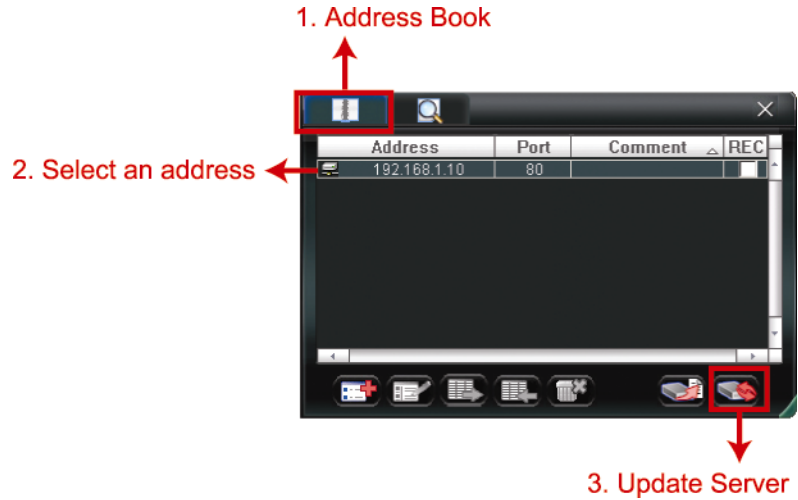 1. Address Book
Address Port Comment REC
2. Select an address
192.168.1.10 80
3. Update Server